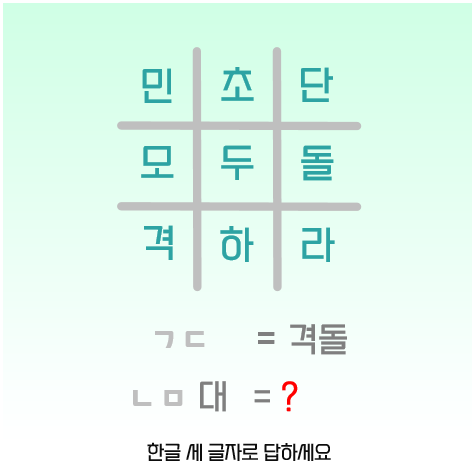 민 초 단
모 두 돌
격 하 라
ㄱ ㄷ = 격돌
ㄴ ㅁ 대 = ?
한글 세 글자로 답하세요